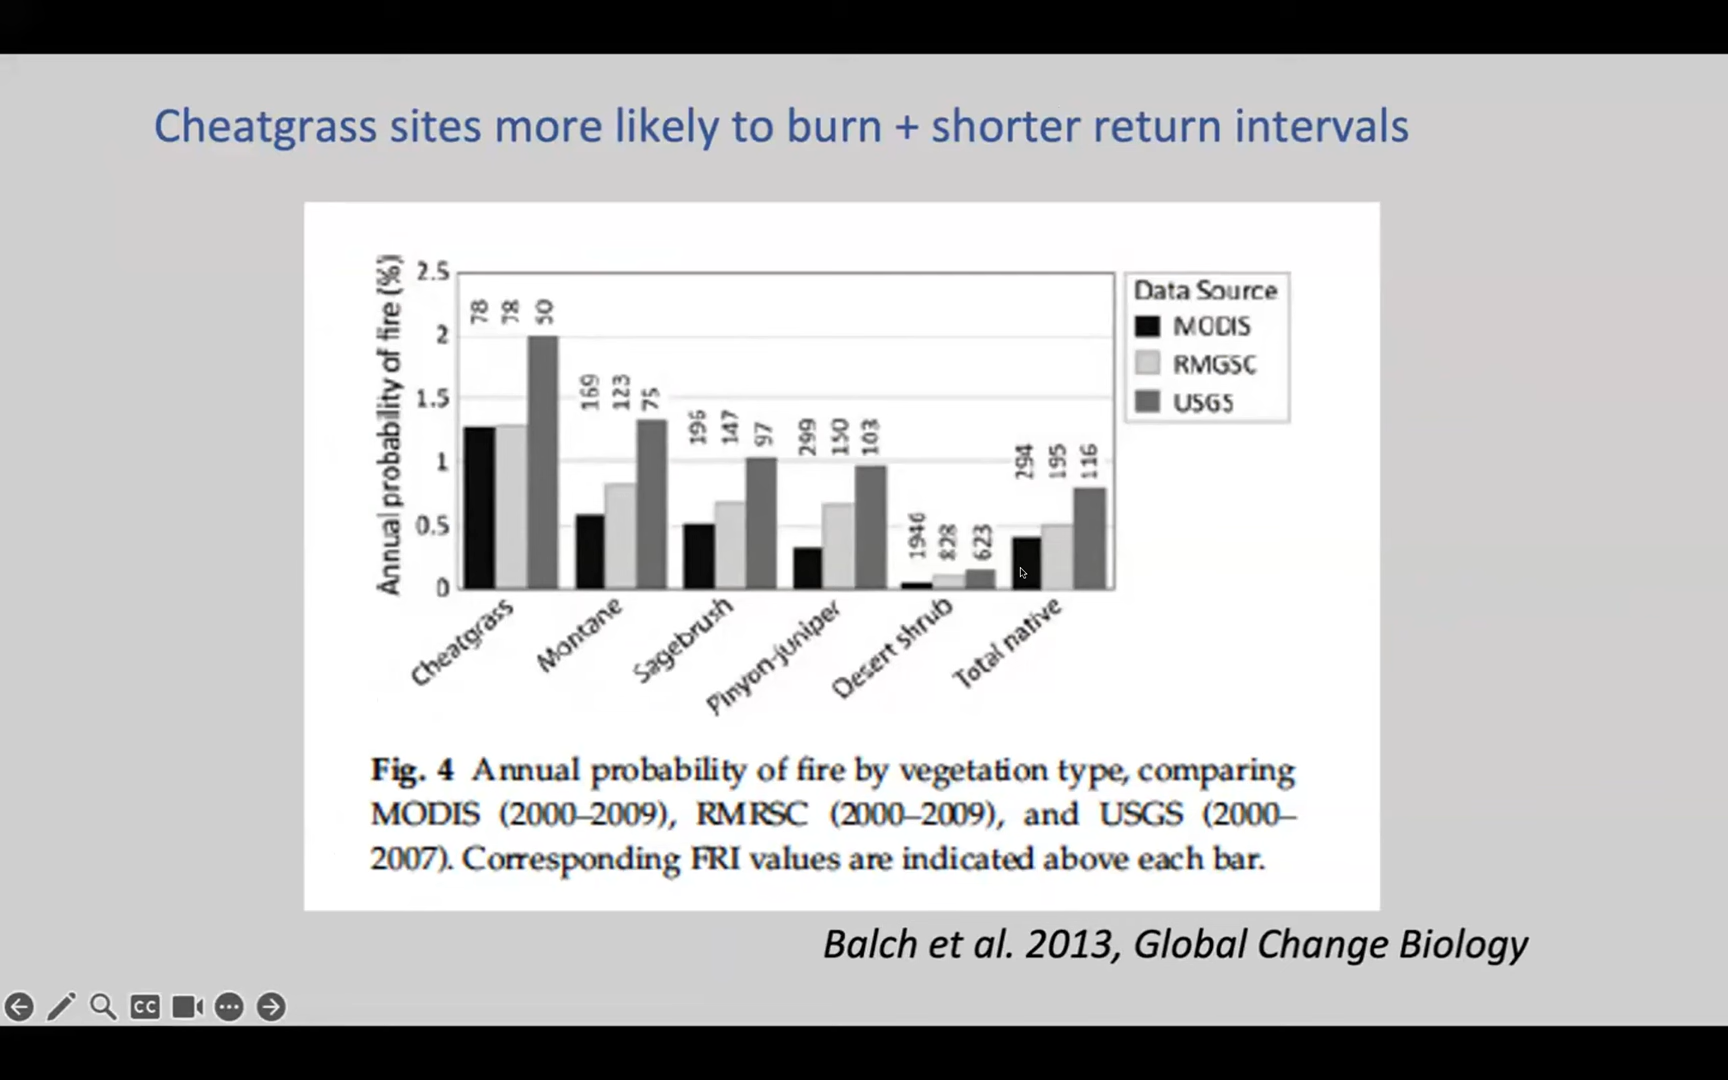 Cheatgrass sites more likely to burn + shorter return intervals
Annual probability of fire (%)
2.5
2
1.5
1
0.5
0
78 78 50
169 123 75
196 147 97
299 150 103
1946 828 623
294 195 116
Cheatgrass
Montane
Sagebrush
Pinyon-juniper
Desert shrub
Total native
Data Source
MODIS
RMGSC
USGS
Fig. 4 Annual probability of fire by vegetation type, comparing
MODIS (2000–2009), RMRSC (2000–2009), and USGS (2000–
2007). Corresponding FRI values are indicated above each bar.
Balch et al. 2013, Global Change Biology
CC